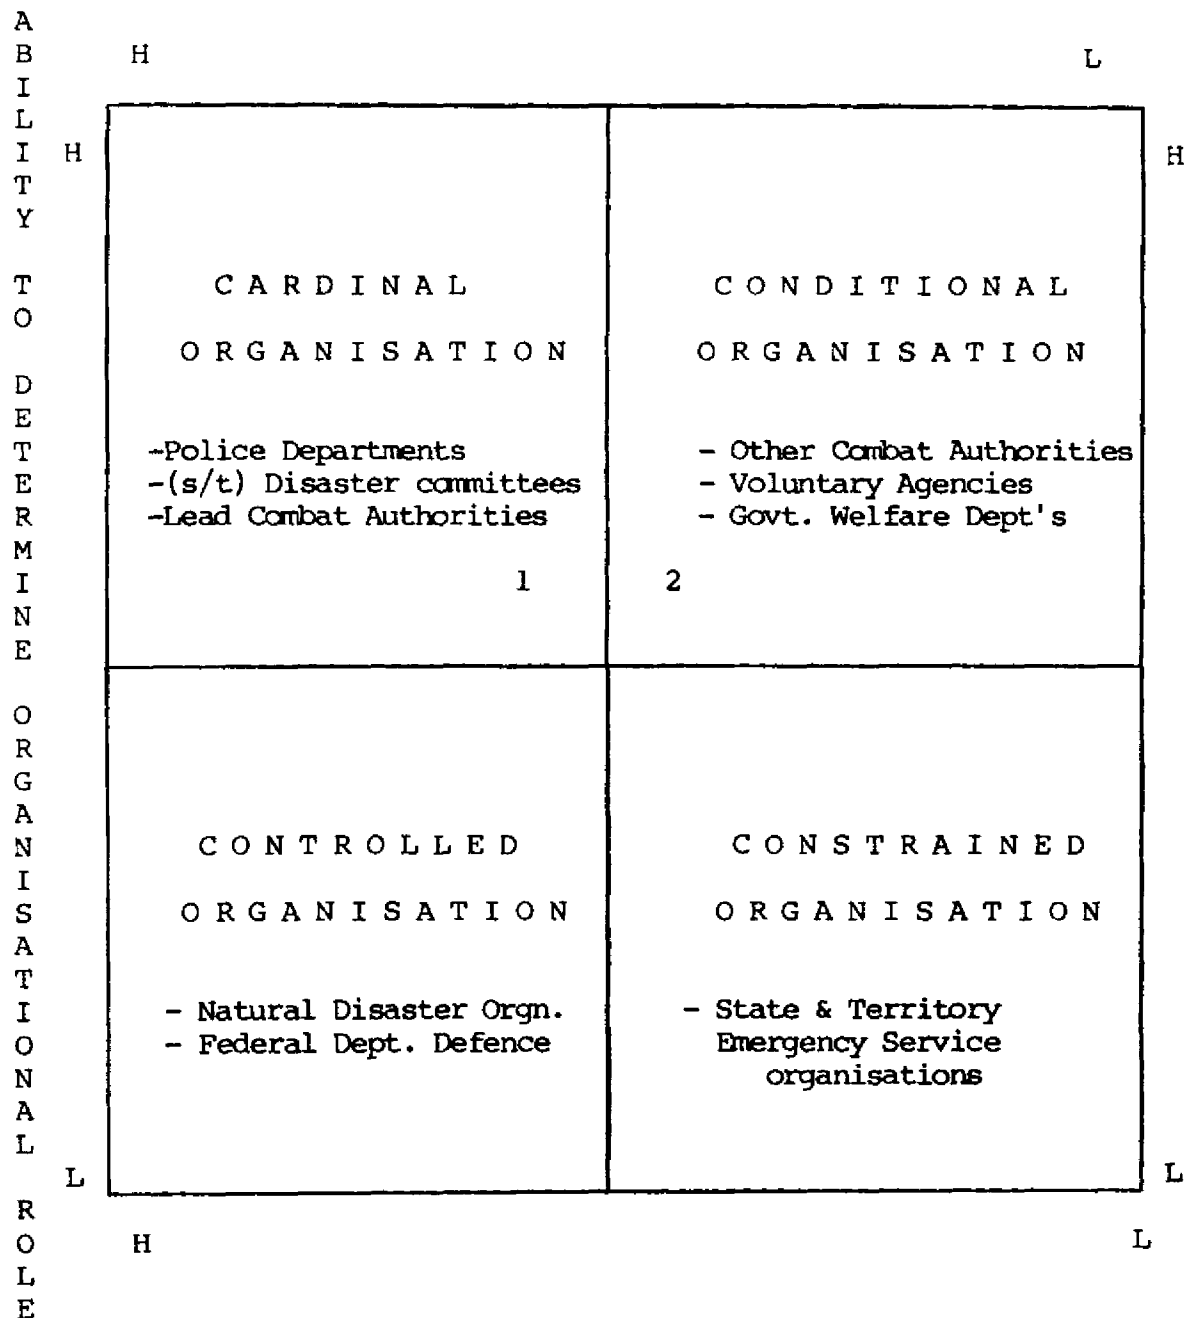 ABILITY TO DETERMINE ORGANISATIONAL ROLE
H L
H H
CARDINAL
ORGANISATION
-Police Departments
-(s/t) Disaster committees
-Lead Combat Authorities
1
CONDITIONAL
ORGANISATION
- Other Combat Authorities
- Voluntary Agencies
- Govt. Welfare Dept's
2
CONTROLLED
ORGANISATION
- Natural Disaster Orgn.
- Federal Dept. Defence
CONSTRAINED
ORGANISATION
- State & Territory
Emergency Service
organisations
L L
H L